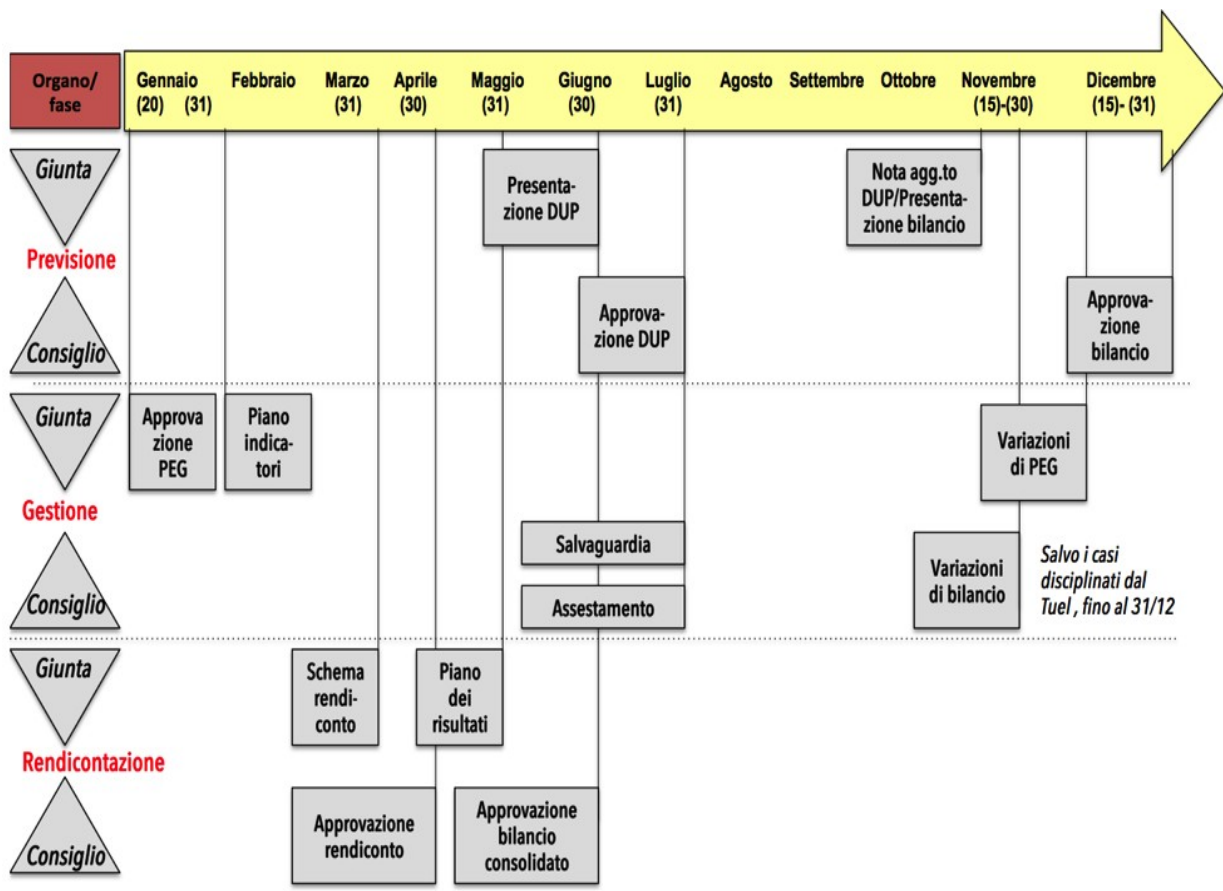 Organo/
fase
Gennaio
(20) (31)
Febbraio
Marzo
(31)
Aprile
(30)
Maggio
(31)
Giugno
(30)
Luglio
(31)
Agosto
Settembre
Ottobre
Novembre
(15)-(30)
Dicembre
(15)- (31)
Giunta
Previsione
Consiglio
Presenta-
zione DUP
Nota agg.to
DUP/Presenta-
zione bilancio
Approva-
zione DUP
Approva-
zione
bilancio
Giunta
Gestione
Consiglio
Approva
zione
PEG
Piano
indica-
tori
Variazioni
di PEG
Salvaguardia
Assestamento
Variazioni
di bilancio
Salvo i casi
disciplinati dal
Tuel , fino al 31/12
Giunta
Rendicontazione
Consiglio
Schema
rendi-
conto
Piano
dei
risultati
Approvazione
rendiconto
Approvazione
bilancio
consolidato